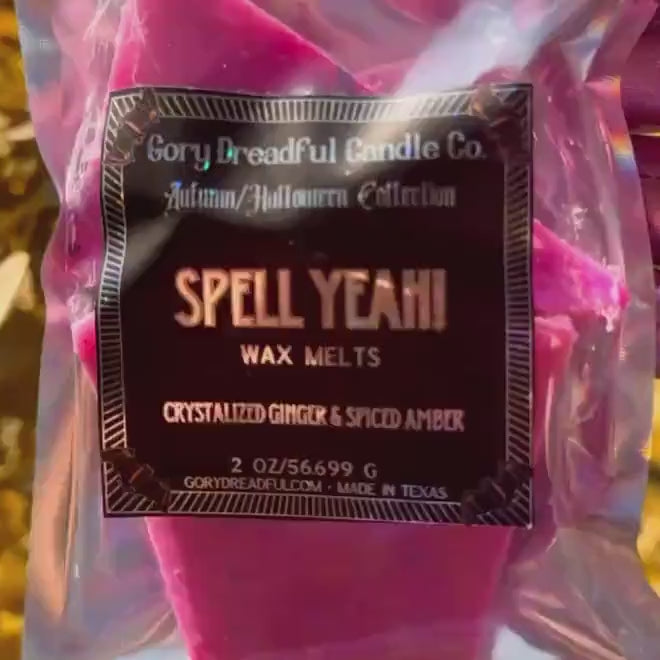 Gory Dreadful Candle Co.
Autumn/Halloween Collection
SPELL YEAH!
WAX MELTS
CRYSTALIZED GINGER & SPICED AMBER
2 OZ/56.699 G
GORYDREADFUL.COM · MADE IN TEXAS